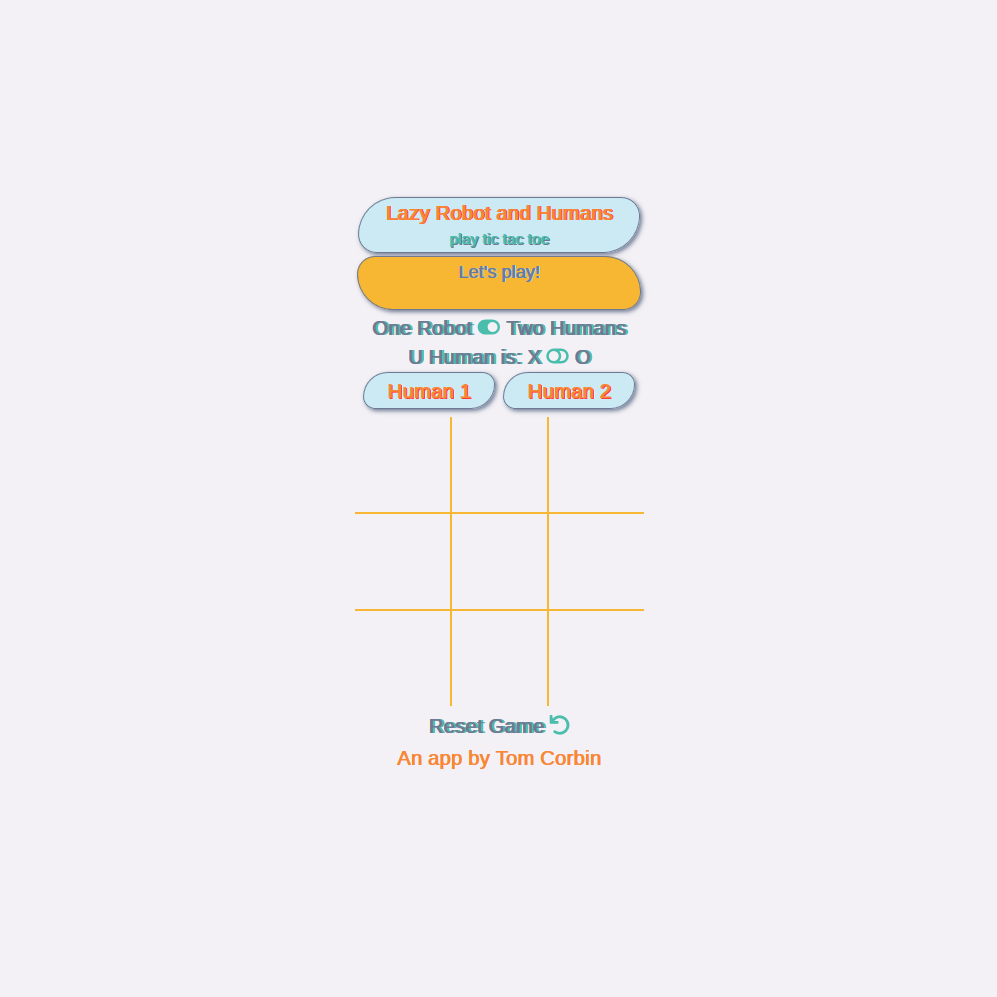 Lazy Robot and Humans
play tic tac toe
Let's play!
One Robot Two Humans
U Human is: X O
Human 1 Human 2
Reset Game
An app by Tom Corbin